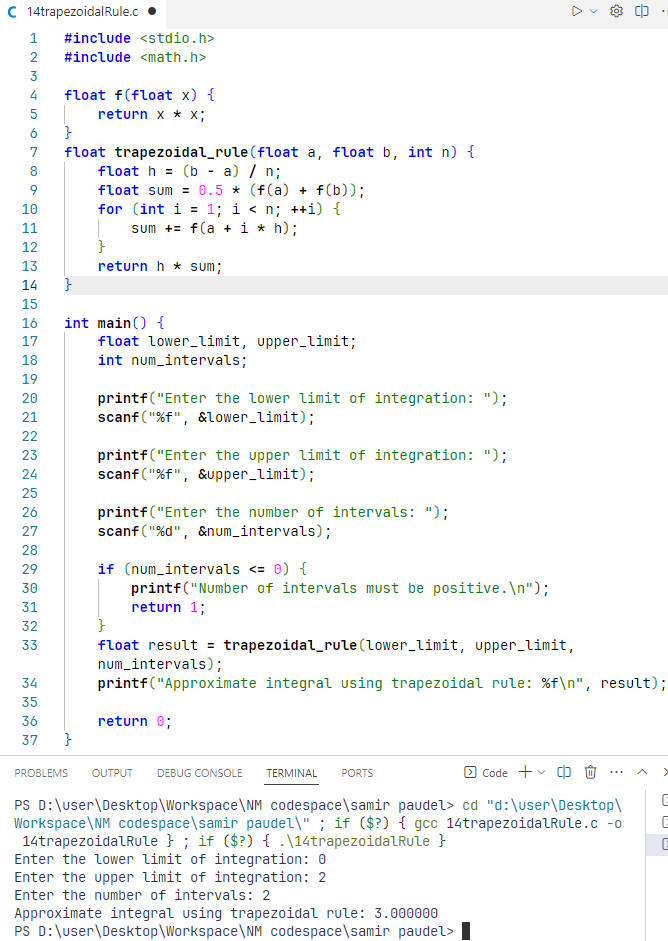 C 14trapezoidalRule.c ●
1 #include <stdio.h>
2 #include <math.h>
3
4 float f(float x) {
5     return x * x;
6 }
7 float trapezoidal_rule(float a, float b, int n) {
8     float h = (b - a) / n;
9     float sum = 0.5 * (f(a) + f(b));
10     for (int i = 1; i < n; ++i) {
11         sum += f(a + i * h);
12     }
13     return h * sum;
14 }
15
16 int main() {
17     float lower_limit, upper_limit;
18     int num_intervals;
19
20     printf("Enter the lower limit of integration: ");
21     scanf("%f", &lower_limit);
22
23     printf("Enter the upper limit of integration: ");
24     scanf("%f", &upper_limit);
25
26     printf("Enter the number of intervals: ");
27     scanf("%d", &num_intervals);
28
29     if (num_intervals <= 0) {
30         printf("Number of intervals must be positive.\n");
31         return 1;
32     }
33     float result = trapezoidal_rule(lower_limit, upper_limit,
    num_intervals);
34     printf("Approximate integral using trapezoidal rule: %f\n", result);
35
36     return 0;
37 }
PROBLEMS OUTPUT DEBUG CONSOLE TERMINAL PORTS Code
PS D:\user\Desktop\Workspace\NM codespace\samir paudel> cd "d:\user\Desktop\
Workspace\NM codespace\samir paudel\" ; if ($?) { gcc 14trapezoidalRule.c -o
 14trapezoidalRule } ; if ($?) { .\14trapezoidalRule }
Enter the lower limit of integration: 0
Enter the upper limit of integration: 2
Enter the number of intervals: 2
Approximate integral using trapezoidal rule: 3.000000
PS D:\user\Desktop\Workspace\NM codespace\samir paudel>